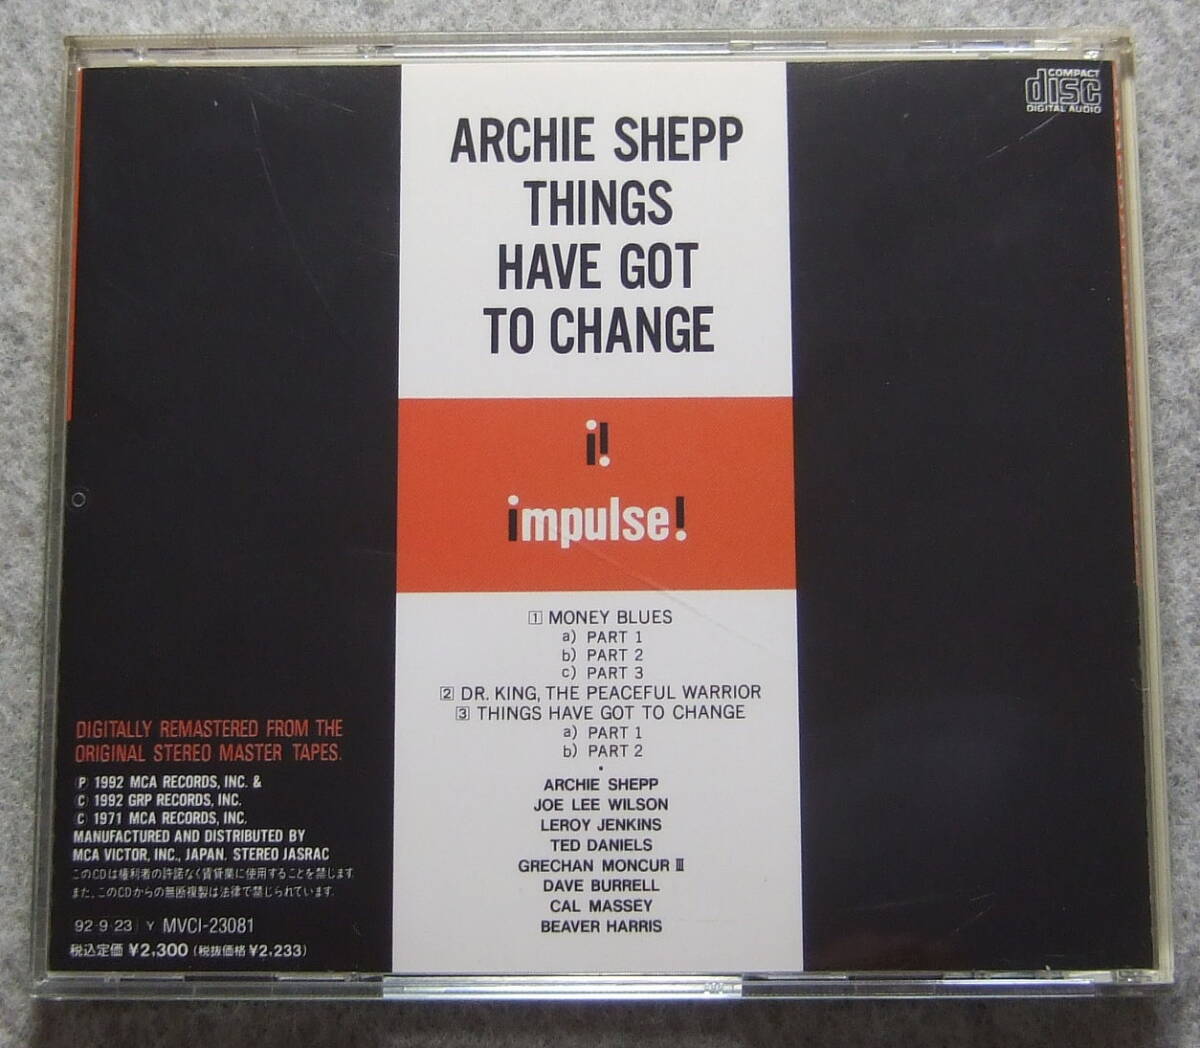 COMPACT
disc
DIGITAL AUDIO
ARCHIE SHEPP
THINGS
HAVE GOT
TO CHANGE
i!
impulse!
1 MONEY BLUES
a) PART 1
b) PART 2
c) PART 3
2 DR. KING, THE PEACEFUL WARRIOR
3 THINGS HAVE GOT TO CHANGE
a) PART 1
b) PART 2
ARCHIE SHEPP
JOE LEE WILSON
LEROY JENKINS
TED DANIELS
GRECHAN MONCUR Ⅲ
DAVE BURRELL
CAL MASSEY
BEAVER HARRIS
DIGITALLY REMASTERED FROM THE
ORIGINAL STEREO MASTER TAPES.
Ⓟ 1992 MCA RECORDS, INC. &
Ⓒ 1992 GRP RECORDS, INC.
Ⓒ 1971 MCA RECORDS, INC.
MANUFACTURED AND DISTRIBUTED BY
MCA VICTOR, INC., JAPAN. STEREO JASRAC
このCDは権利者の許諾なく賃貸業に使用することを禁じます
また、このCDからの無断複製は法律で禁じられています.
92・9・23 Y MVCI-23081
税込定価 ¥2,300 (税抜価格 ¥2,233)